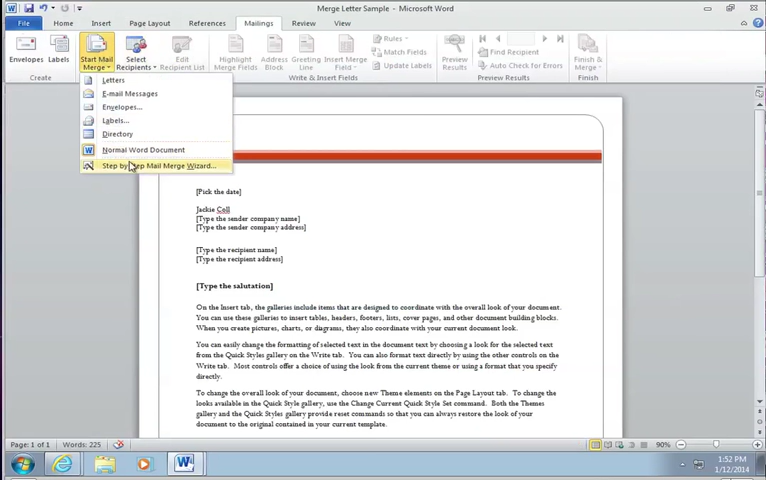 Merge Letter Sample - Microsoft Word
File Home Insert Page Layout References Mailings Review View
Envelopes Labels Start Mail Merge Select Recipients Edit Recipient List Highlight Merge Fields Address Block Greeting Line Insert Merge Field Rules Match Fields Update Labels Preview Results Find Recipient Auto Check for Errors Finish & Merge
Create Write & Insert Fields Preview Results Finish
Letters
E-mail Messages
Envelopes...
Labels...
Directory
Normal Word Document
Step by Step Mail Merge Wizard...
[Pick the date]
Jackie Coll
[Type the sender company name]
[Type the sender company address]
[Type the recipient name]
[Type the recipient address]
[Type the salutation]
On the Insert tab, the galleries include items that are designed to coordinate with the overall look of your document.
You can use these galleries to insert tables, headers, footers, lists, cover pages, and other document building blocks.
When you create pictures, charts, or diagrams, they also coordinate with your current document look.
You can easily change the formatting of selected text in the document text by choosing a look for the selected text
from the Quick Styles gallery on the Write tab. You can also format text directly by using the other controls on the
Write tab. Most controls offer a choice of using the look from the current theme or using a format that you specify
directly.
To change the overall look of your document, choose new Theme elements on the Page Layout tab. To change the
looks available in the Quick Style gallery, use the Change Current Quick Style Set command. Both the Themes
gallery and the Quick Styles gallery provide reset commands so that you can always restore the look of your
document to the original contained in your current template.
Page: 1 of 1 Words: 225 90%
1:52 PM
1/12/2014